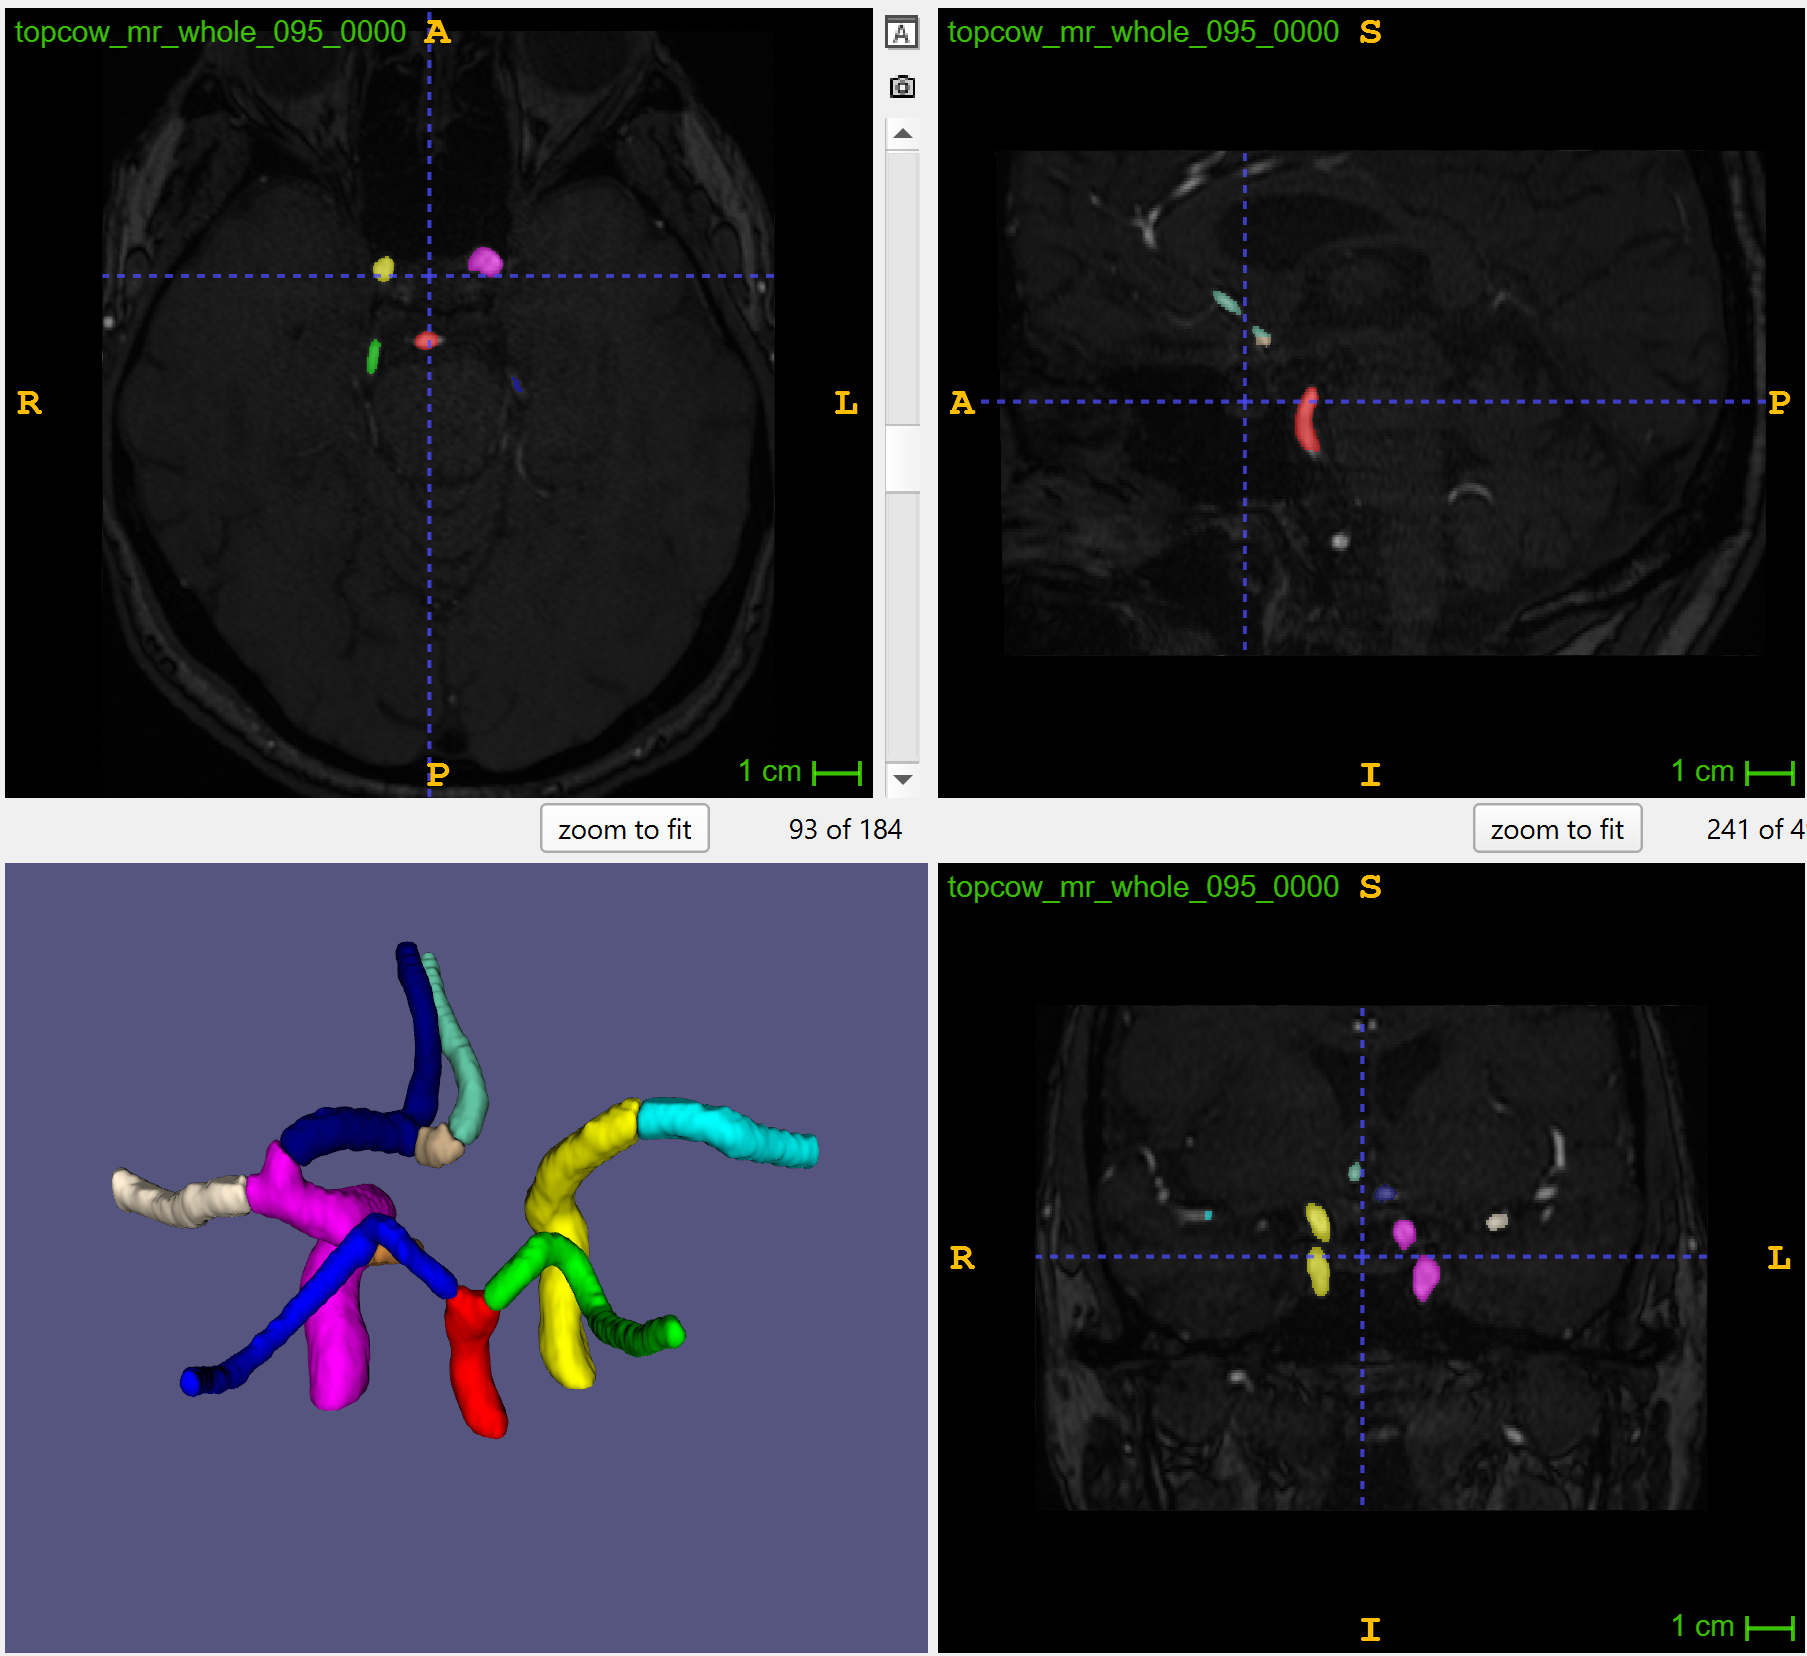 topcow_mr_whole_095_0000 A
R L
P
1 cm
A
zoom to fit 93 of 184
topcow_mr_whole_095_0000 S
A P
I
1 cm
zoom to fit 241 of 4
topcow_mr_whole_095_0000 S
R L
I
1 cm